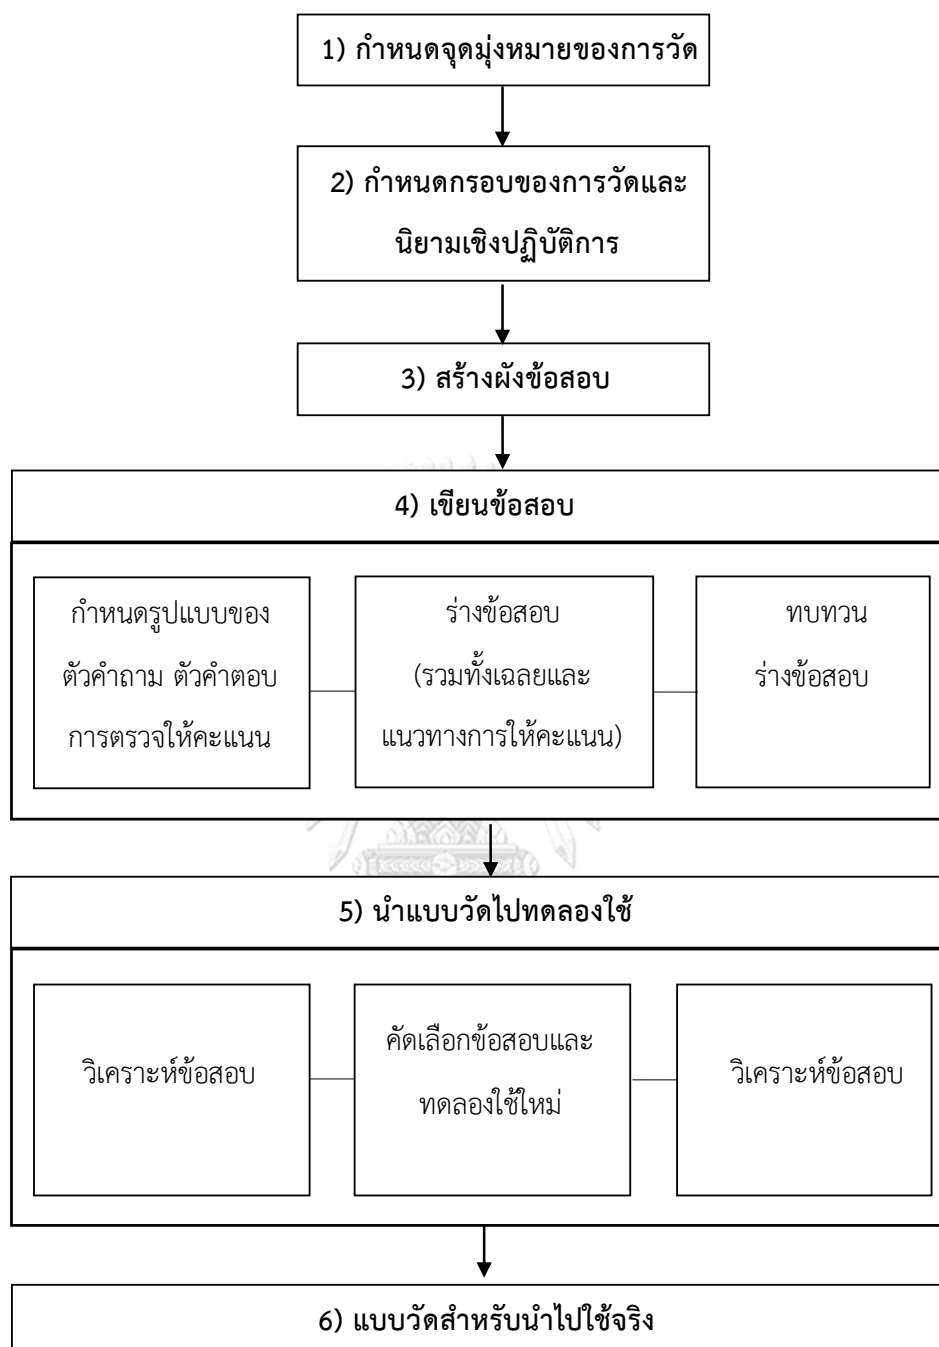 1) กำหนดจุดมุ่งหมายของการวัด
2) กำหนดกรอบของการวัดและ
นิยามเชิงปฏิบัติการ
3) สร้างผังข้อสอบ
4) เขียนข้อสอบ
กำหนดรูปแบบของ
ตัวคำถาม ตัวคำตอบ
การตรวจให้คะแนน
ร่างข้อสอบ
(รวมทั้งเฉลยและ
แนวทางการให้คะแนน)
ทบทวน
ร่างข้อสอบ
5) นำแบบวัดไปทดลองใช้
วิเคราะห์ข้อสอบ
คัดเลือกข้อสอบและ
ทดลองใช้ใหม่
วิเคราะห์ข้อสอบ
6) แบบวัดสำหรับนำไปใช้จริง